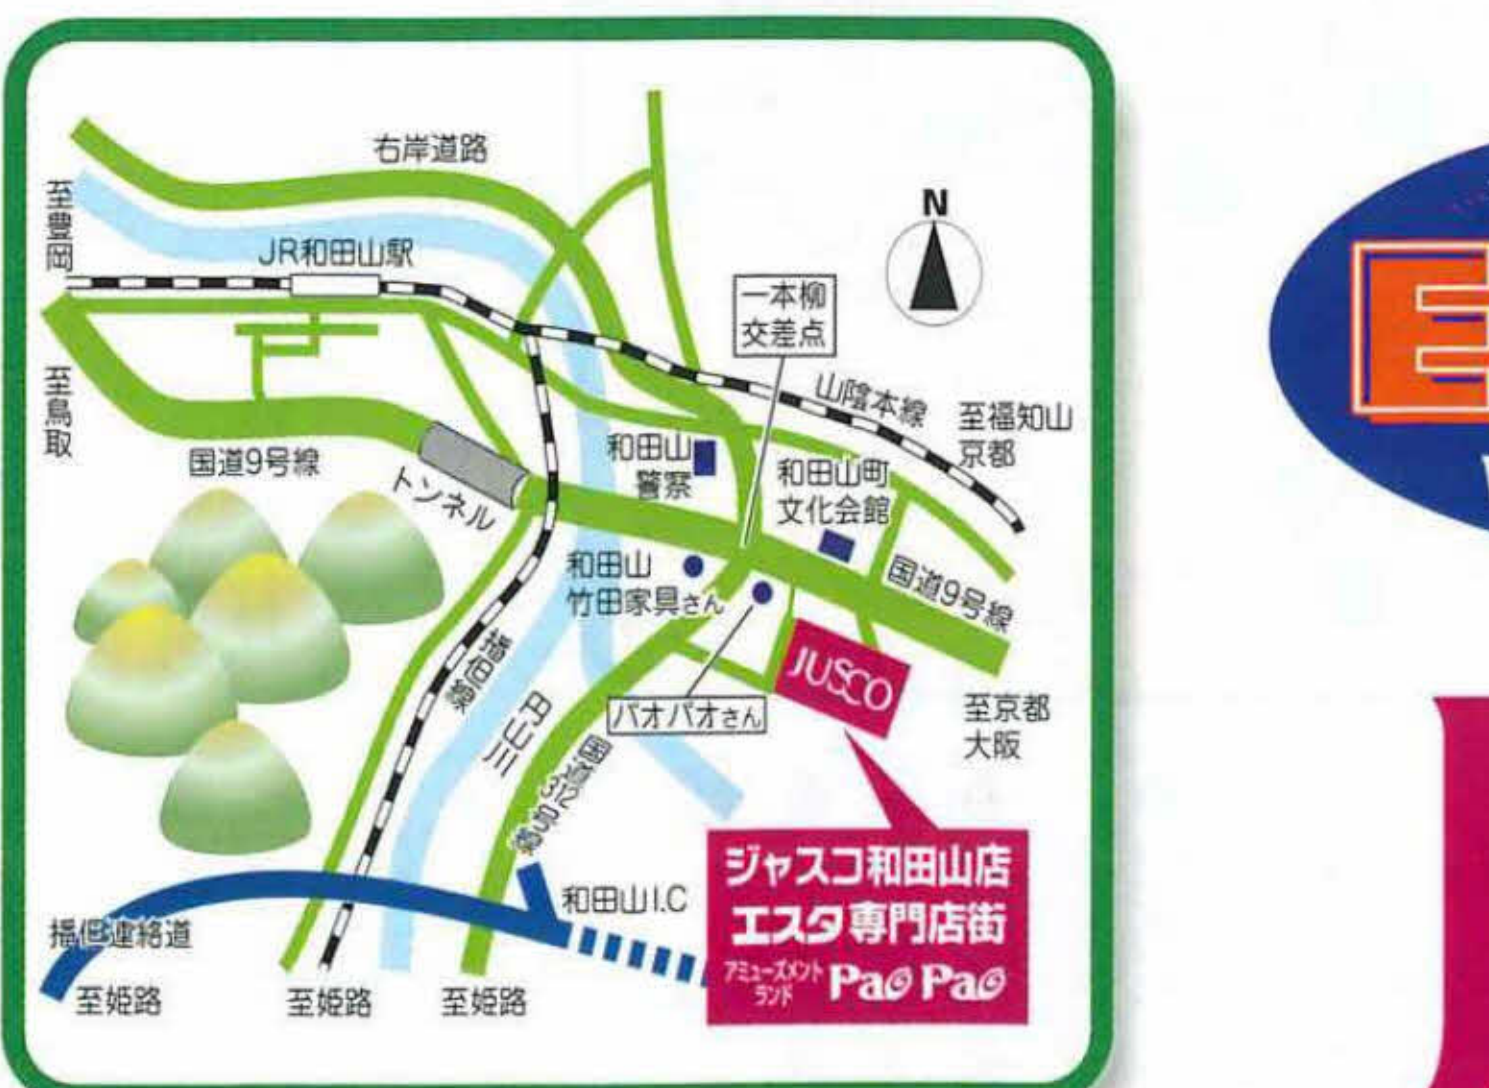 右岸道路
至豊岡
JR和田山駅
N
一本柳
交差点
山陰本線
至福知山
京都
至鳥取
国道9号線
トンネル
和田山
警察
和田山町
文化会館
和田山
竹田家具さん
国道9号線
播但線
円山川
パオパオさん
JUSCO
至京都
大阪
国道312号線
ジャスコ和田山店
エスタ専門店街
アミューズメント
ランド
Pao Pao
和田山I.C
播但連絡道
至姫路
至姫路
至姫路
E